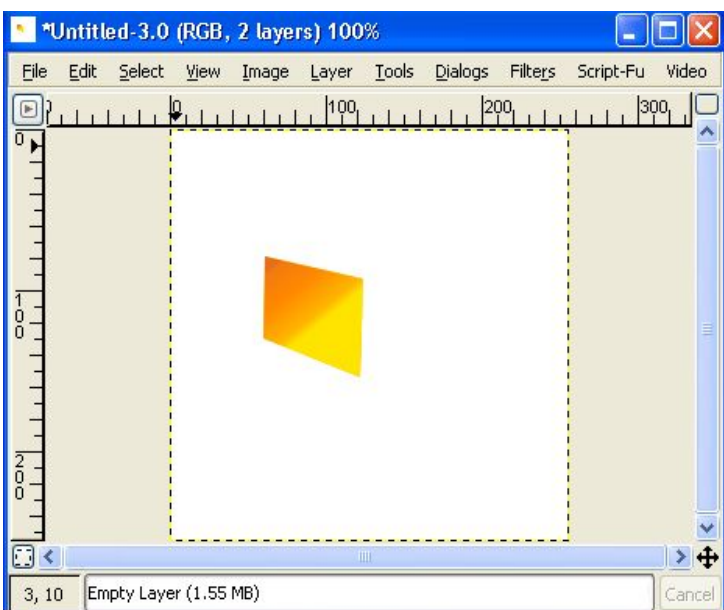 *Untitled-3.0 (RGB, 2 layers) 100%
File Edit Select View Image Layer Tools Dialogs Filters Script-Fu Video
0 100 200 300
0
100
200
3, 10 Empty Layer (1.55 MB) Cancel